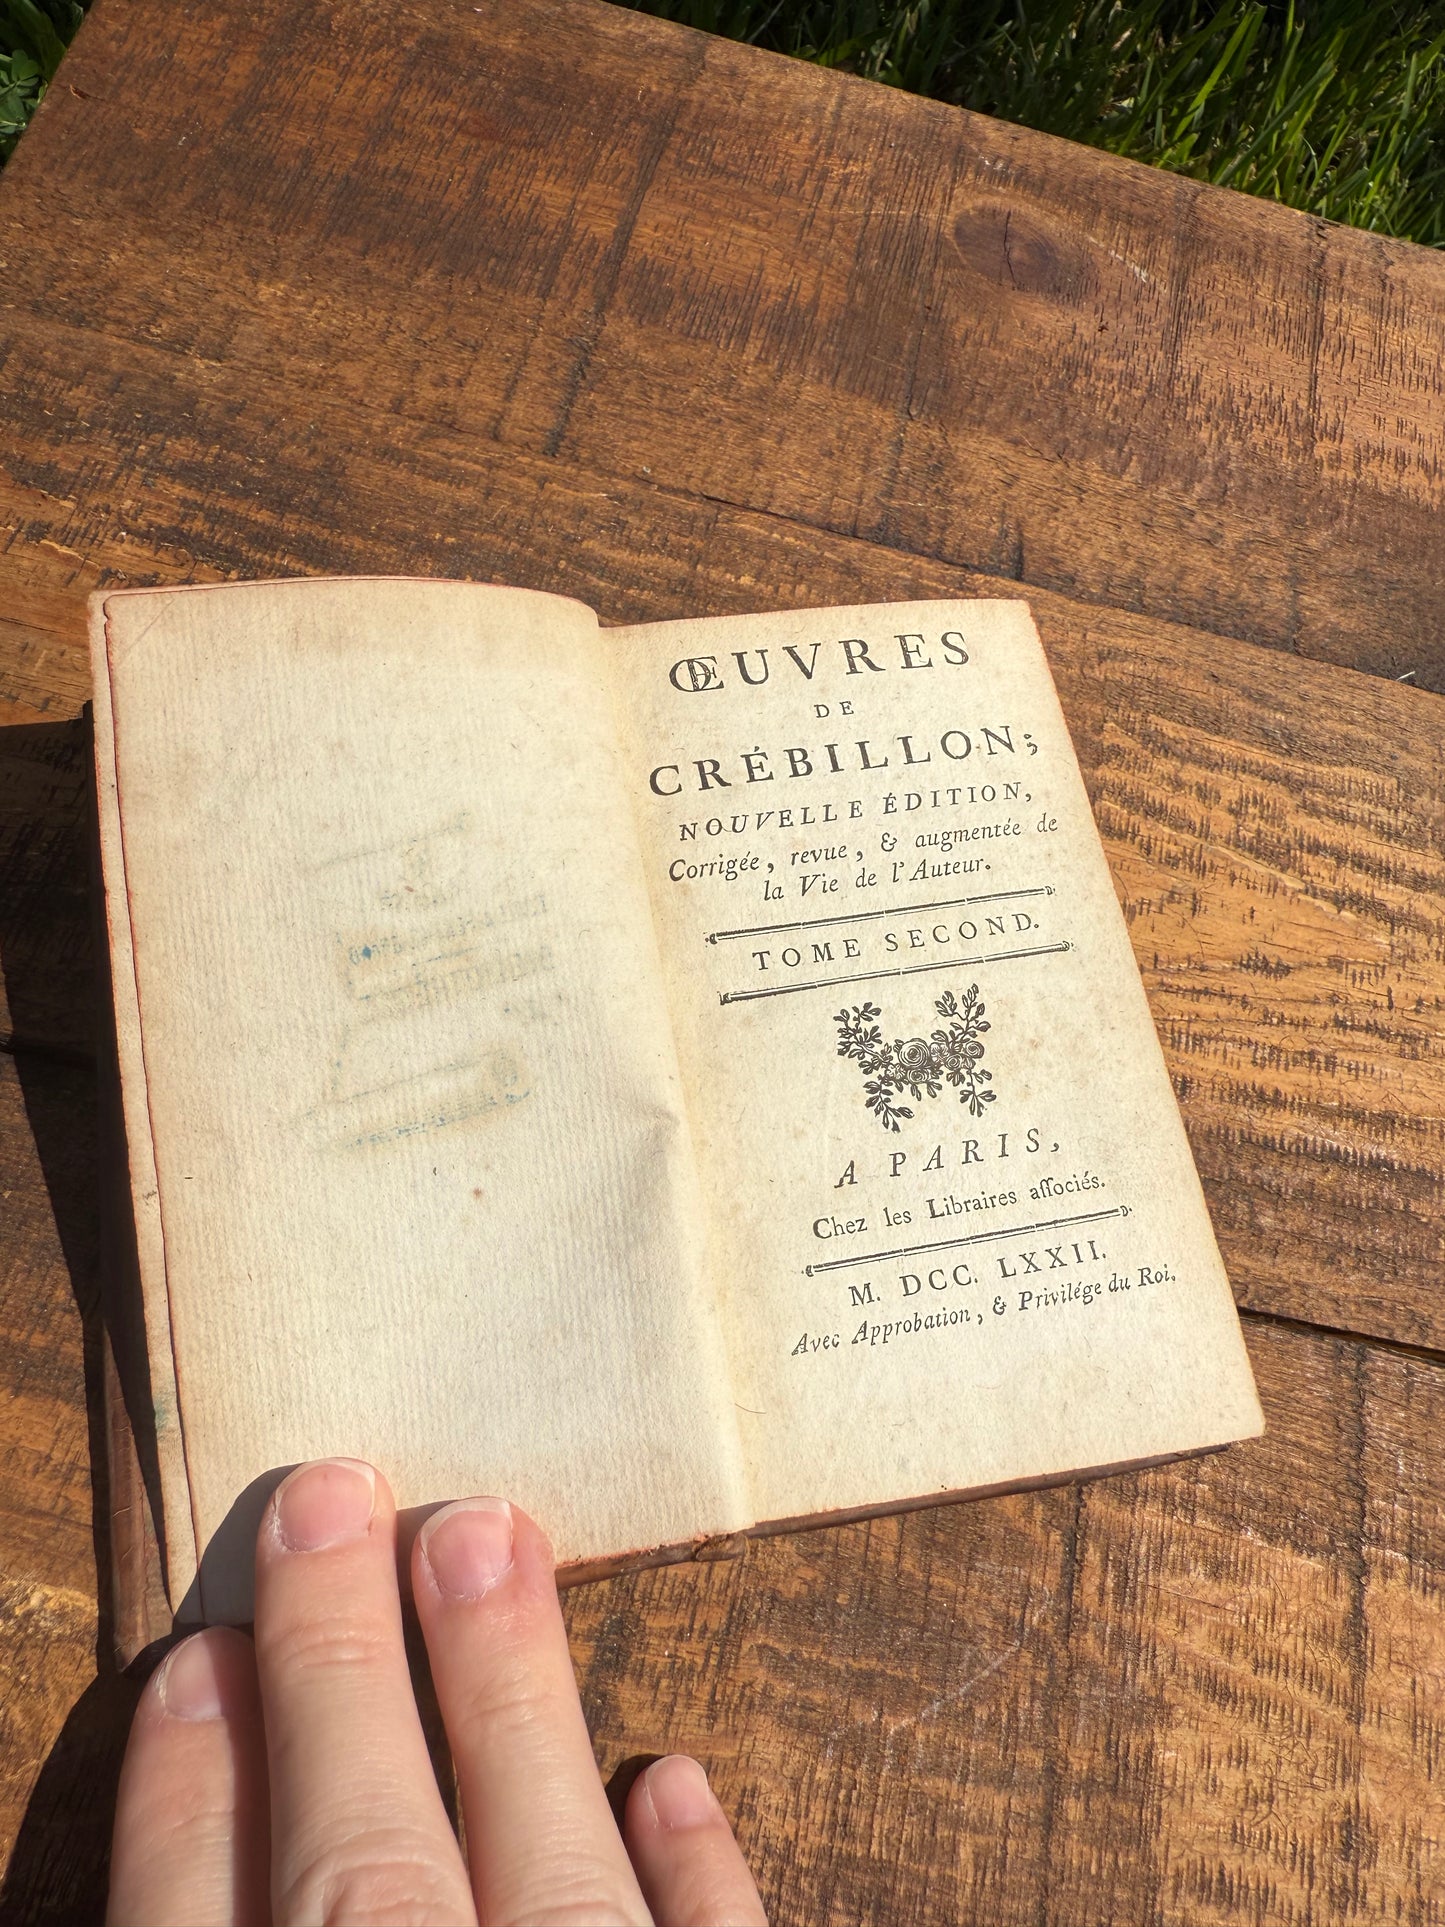 ŒUVRES
DE
CRÉBILLON;
NOUVELLE ÉDITION,
Corrigée, revue, & augmentée de
la Vie de l'Auteur.
TOME SECOND.
A PARIS,
Chez les Libraires aſſociés.
M. DCC. LXXII.
Avec Approbation, & Privilége du Roi.